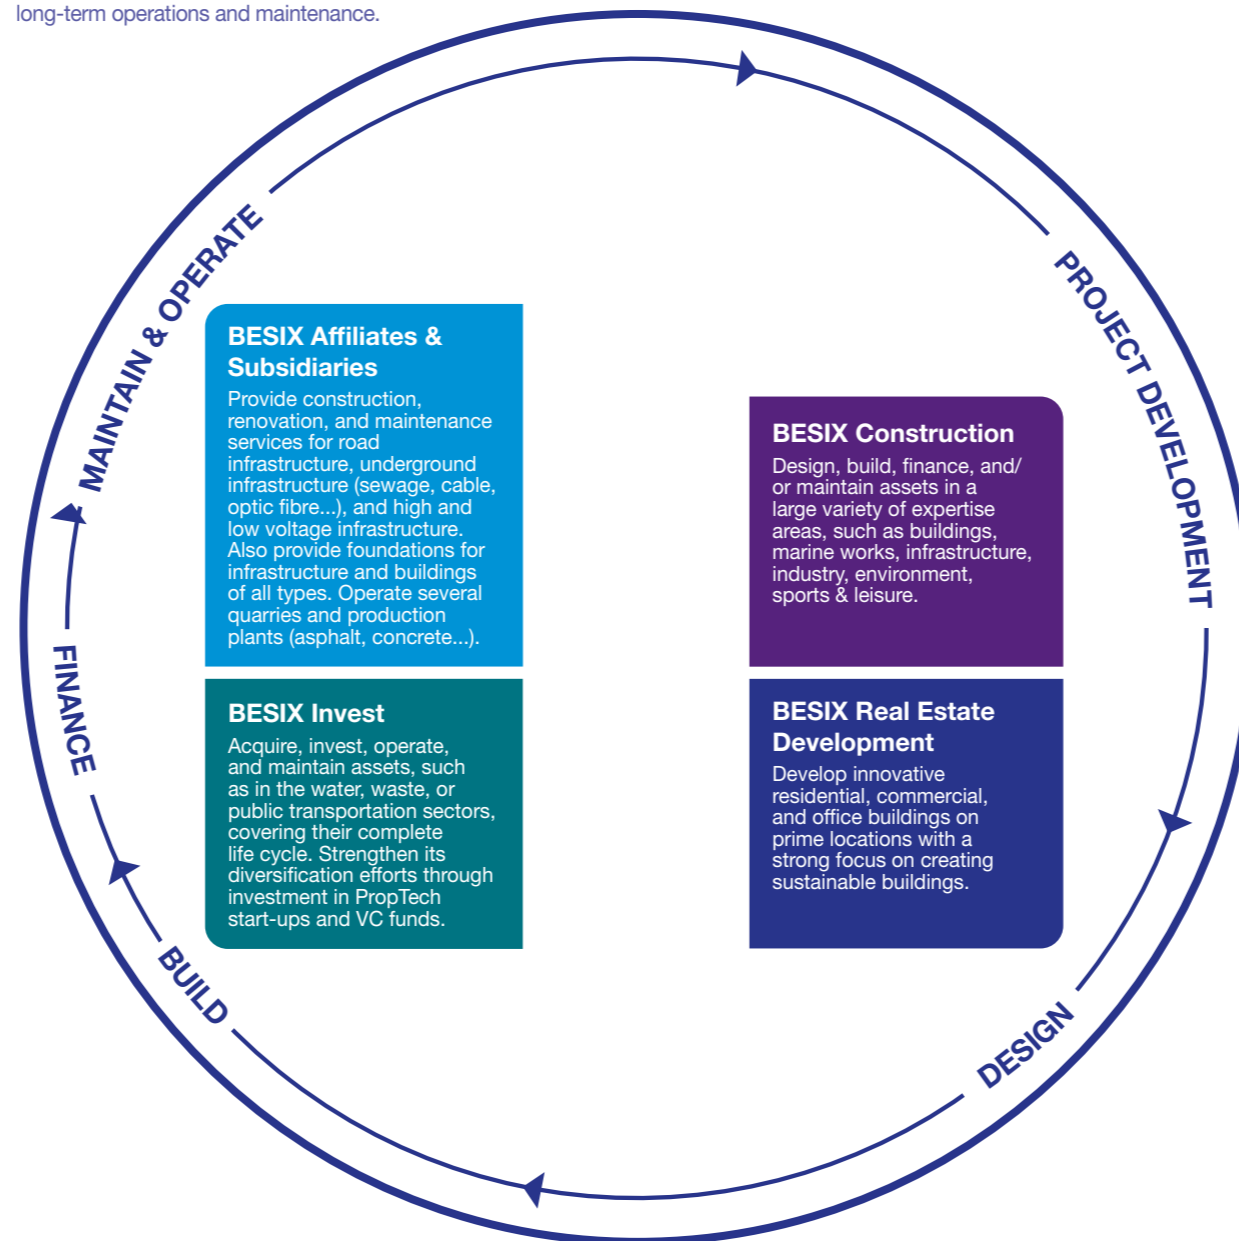 long-term operations and maintenance.
MAINTAIN & OPERATE
PROJECT DEVELOPMENT
BESIX Affiliates &
Subsidiaries
Provide construction,
renovation, and maintenance
services for road
infrastructure, underground
infrastructure (sewage, cable,
optic fibre...), and high and
low voltage infrastructure.
Also provide foundations for
infrastructure and buildings
of all types. Operate several
quarries and production
plants (asphalt, concrete...).
BESIX Construction
Design, build, finance, and/
or maintain assets in a
large variety of expertise
areas, such as buildings,
marine works, infrastructure,
industry, environment,
sports & leisure.
FINANCE
BESIX Invest
Acquire, invest, operate,
and maintain assets, such
as in the water, waste, or
public transportation sectors,
covering their complete
life cycle. Strengthen its
diversification efforts through
investment in PropTech
start-ups and VC funds.
BESIX Real Estate
Development
Develop innovative
residential, commercial,
and office buildings on
prime locations with a
strong focus on creating
sustainable buildings.
BUILD
DESIGN